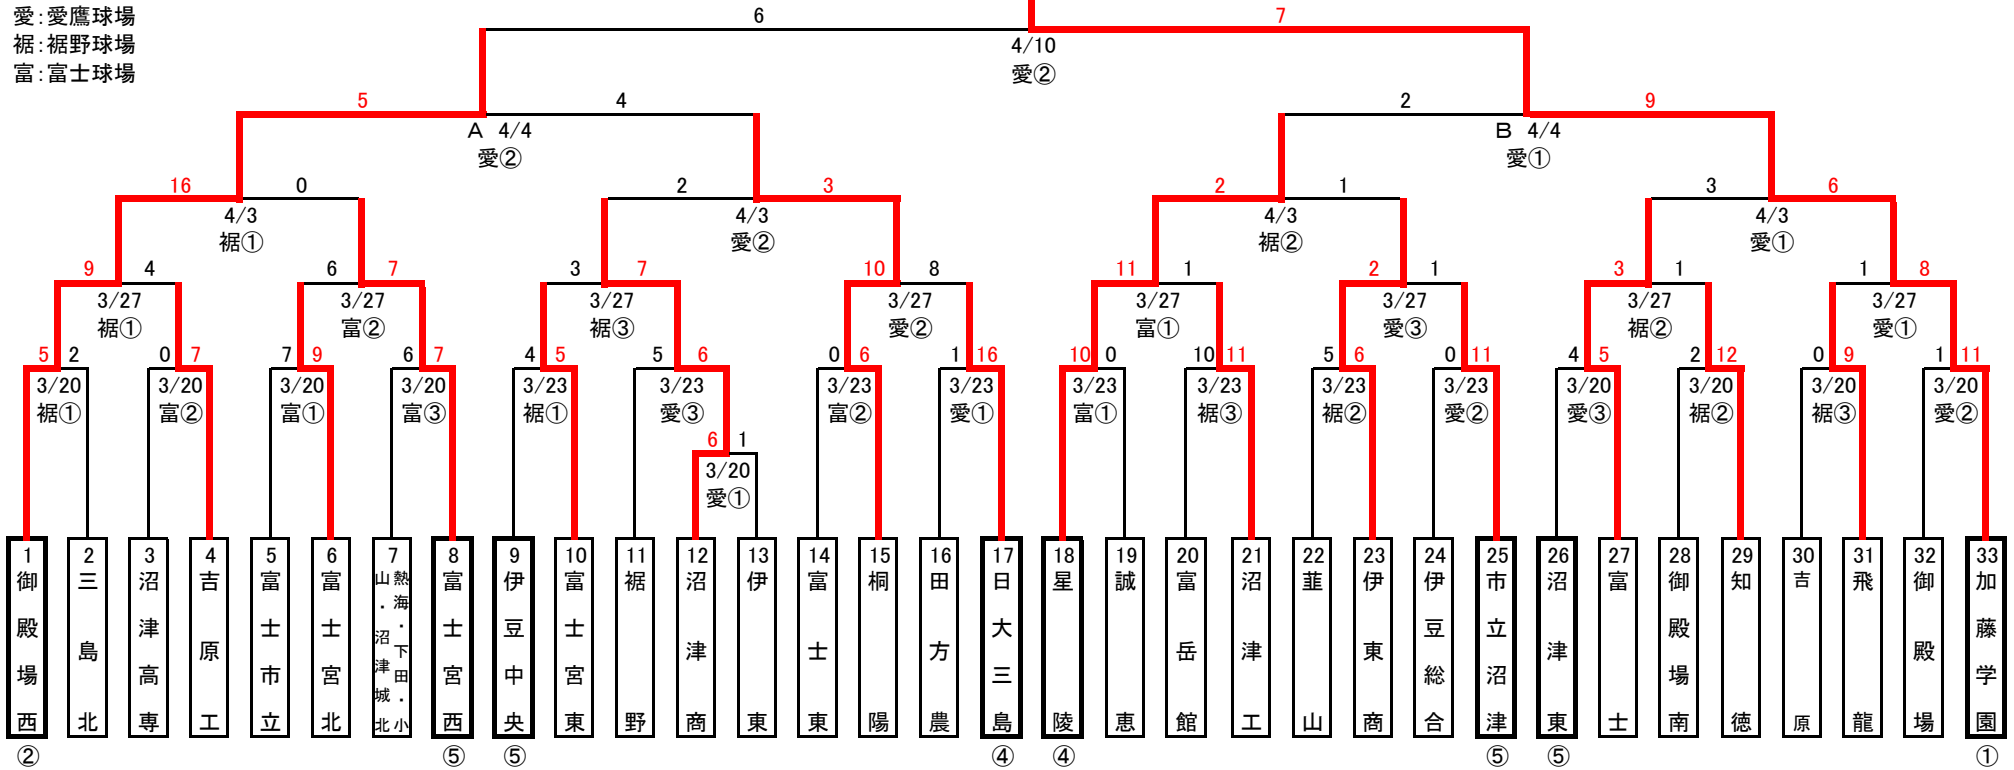 愛：愛鷹球場
裾：裾野球場
富：富士球場
6 7
4/10
愛②
5 4 2 9
A 4/4 B 4/4
愛② 愛①
16 0 2 3 2 1 3 6
4/3 4/3 4/3 4/3
裾① 愛② 裾② 愛①
9 4 6 7 3 7 10 8 11 1 2 1 3 1 1 8
3/27 3/27 3/27 3/27 3/27 3/27 3/27 3/27
裾① 富② 裾③ 愛② 富① 愛③ 裾② 愛①
5 2 0 7 7 9 6 7 4 5 5 6 0 6 1 16 10 0 10 11 5 6 0 11 4 5 2 12 0 9 1 11
3/20 3/20 3/20 3/20 3/23 3/23 3/23 3/23 3/23 3/23 3/23 3/23 3/20 3/20 3/20 3/20
裾① 富② 富① 富③ 裾① 愛③ 富② 愛① 富① 裾③ 裾② 愛② 愛③ 裾② 裾③ 愛②
6 1
3/20
愛①
1 御殿場西
2 三島北
3 沼津高専
4 吉原工
5 富士市立
6 富士宮北
7 熱海・下田・小山・沼津城北
8 富士宮西
9 伊豆中央
10 富士宮東
11 裾野
12 沼津商
13 伊東
14 富士東
15 桐陽
16 田方農
17 日大三島
18 星陵
19 誠恵
20 富岳館
21 沼津工
22 韮山
23 伊東商
24 伊豆総合
25 市立沼津
26 沼津東
27 富士
28 御殿場南
29 知徳
30 吉原
31 飛龍
32 御殿場
33 加藤学園
② ⑤ ⑤ ④ ④ ⑤ ⑤ ①